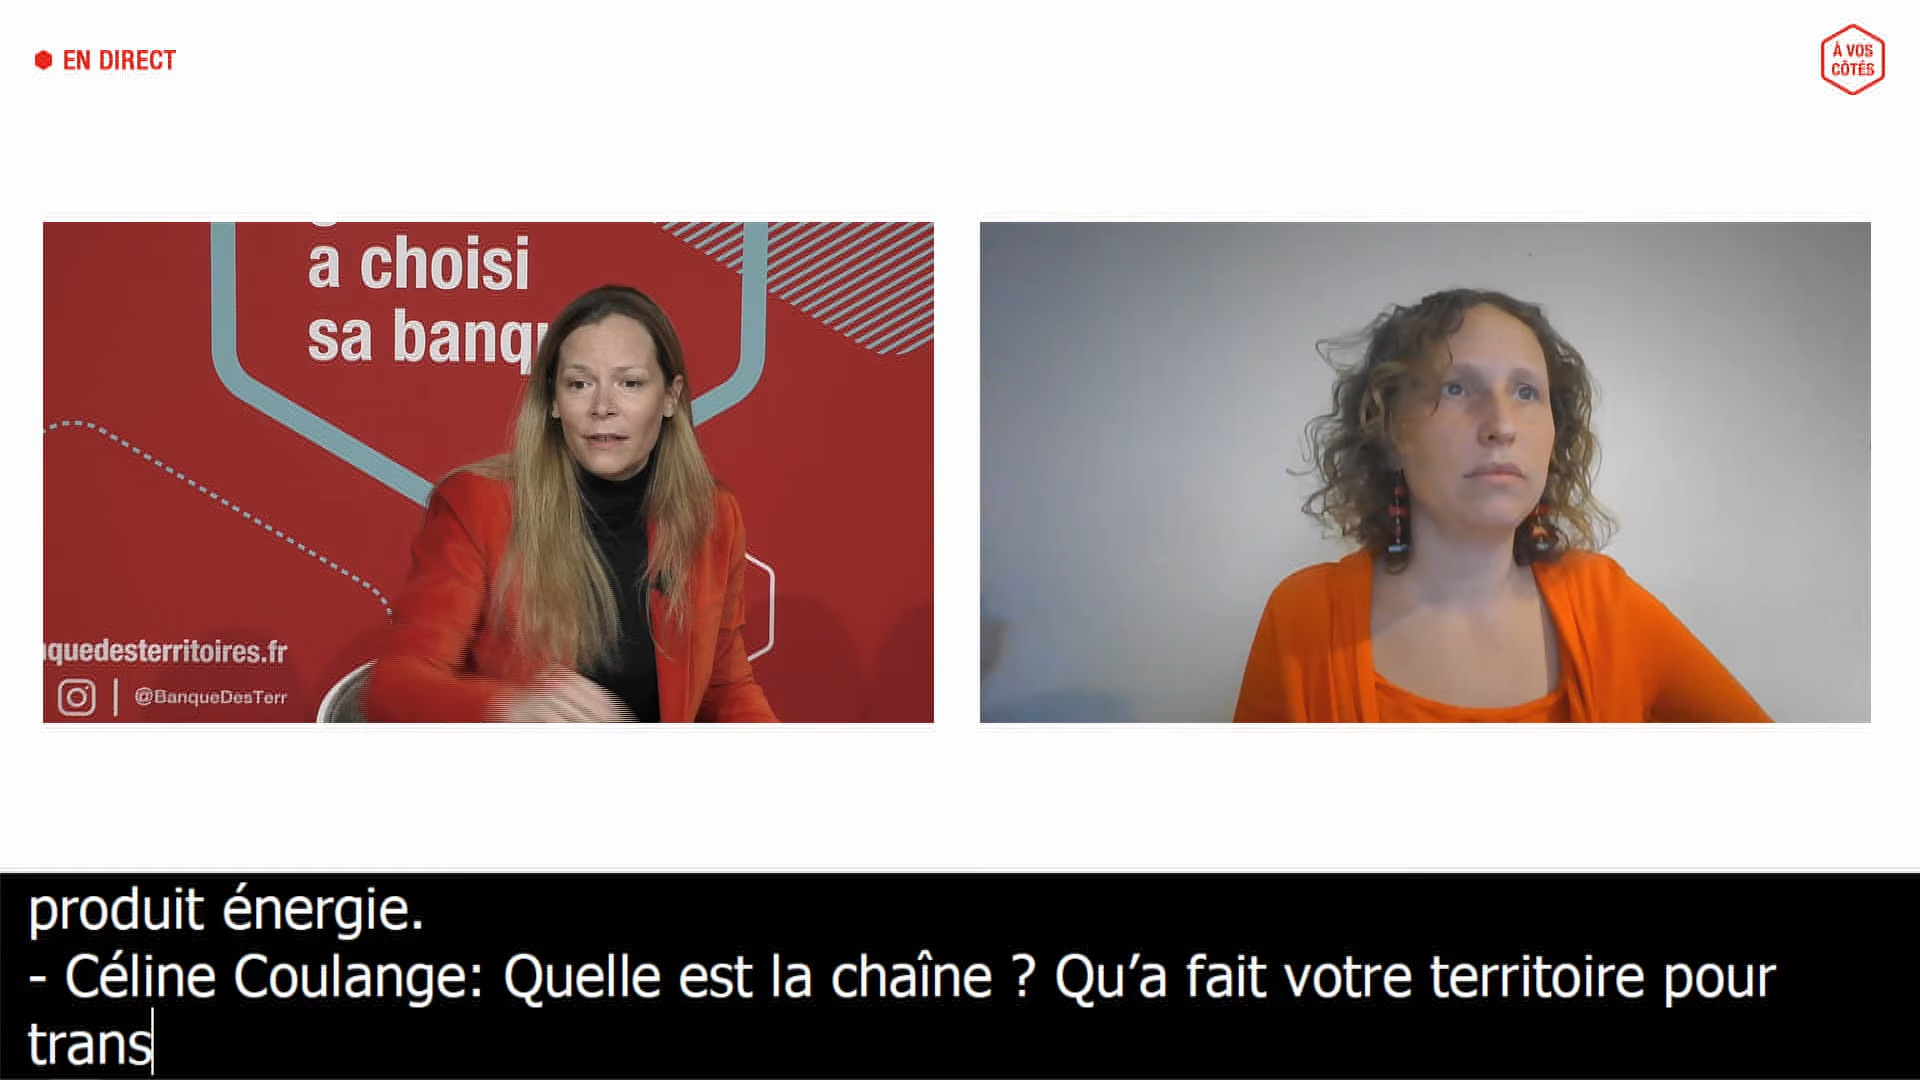 EN DIRECT
À VOS
CÔTÉS
a choisi
sa banq
quedesterritoires.fr
@BanqueDesTerr
produit énergie.
- Céline Coulange: Quelle est la chaîne ? Qu’a fait votre territoire pour
trans